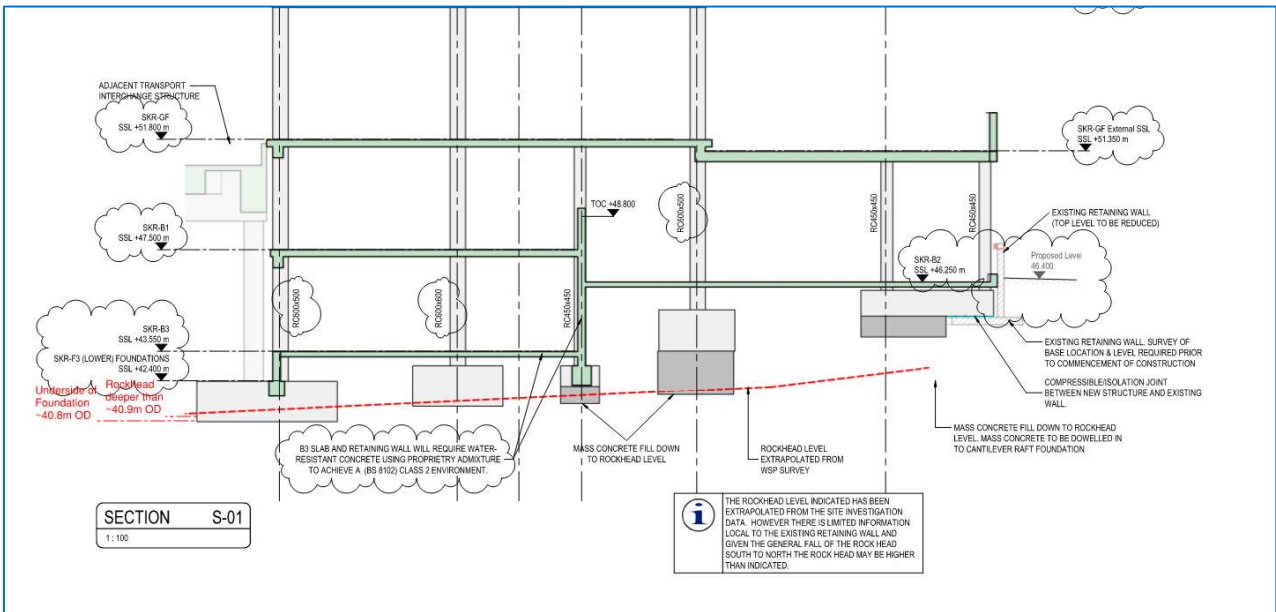 ADJACENT TRANSPORT
INTERCHANGE STRUCTURE
SKR-GF
SSL +51.800 m
SKR-GF External SSL
SSL +51.350 m
TOC +48.800
RC600x500
RC450x450
RC450x450
EXISTING RETAINING WALL
(TOP LEVEL TO BE REDUCED)
SKR-B1
SSL +47.500 m
SKR-B2
SSL +46.250 m
Proposed Level
46.400
RC600x500
RC600x600
RC450x450
SKR-B3
SSL +43.550 m
SKR-F3 (LOWER) FOUNDATIONS
SSL +42.400 m
Underside of
Foundation
~40.8m OD
Rockhead
deeper than
~40.9m OD
EXISTING RETAINING WALL. SURVEY OF
BASE LOCATION & LEVEL REQUIRED PRIOR
TO COMMENCEMENT OF CONSTRUCTION
COMPRESSIBLE/ISOLATION JOINT
BETWEEN NEW STRUCTURE AND EXISTING
WALL.
MASS CONCRETE FILL DOWN TO ROCKHEAD
LEVEL. MASS CONCRETE TO BE DOWELLED IN
TO CANTILEVER RAFT FOUNDATION
B3 SLAB AND RETAINING WALL WILL REQUIRE WATER-
RESISTANT CONCRETE USING PROPRIETRY ADMIXTURE
TO ACHIEVE A (BS 8102) CLASS 2 ENVIRONMENT.
MASS CONCRETE FILL DOWN
TO ROCKHEAD LEVEL
ROCKHEAD LEVEL
EXTRAPOLATED FROM
WSP SURVEY
SECTION S-01
1 : 100
i
THE ROCKHEAD LEVEL INDICATED HAS BEEN
EXTRAPOLATED FROM THE SITE INVESTIGATION
DATA. HOWEVER THERE IS LIMITED INFORMATION
LOCAL TO THE EXISTING RETAINING WALL AND
GIVEN THE GENERAL FALL OF THE ROCK HEAD
SOUTH TO NORTH THE ROCK HEAD MAY BE HIGHER
THAN INDICATED.